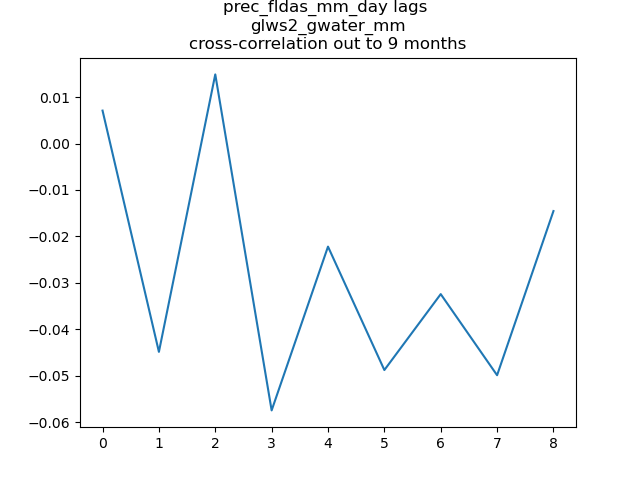 prec_fldas_mm_day lags
glws2_gwater_mm
cross-correlation out to 9 months
0.01
0.00
−0.01
−0.02
−0.03
−0.04
−0.05
−0.06
0 1 2 3 4 5 6 7 8